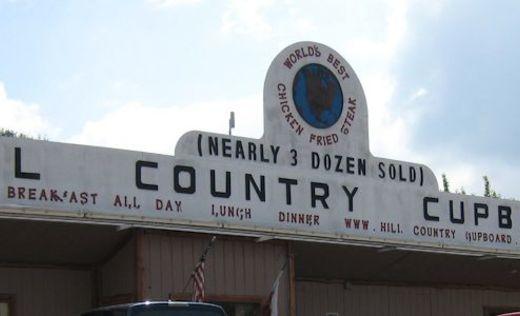 WORLD'S BEST
CHICKEN FRIED STEAK
(NEARLY 3 DOZEN SOLD)
L COUNTRY CUPB
BREAKFAST ALL DAY LUNCH DINNER WWW.HILL COUNTRY CUPBOARD.